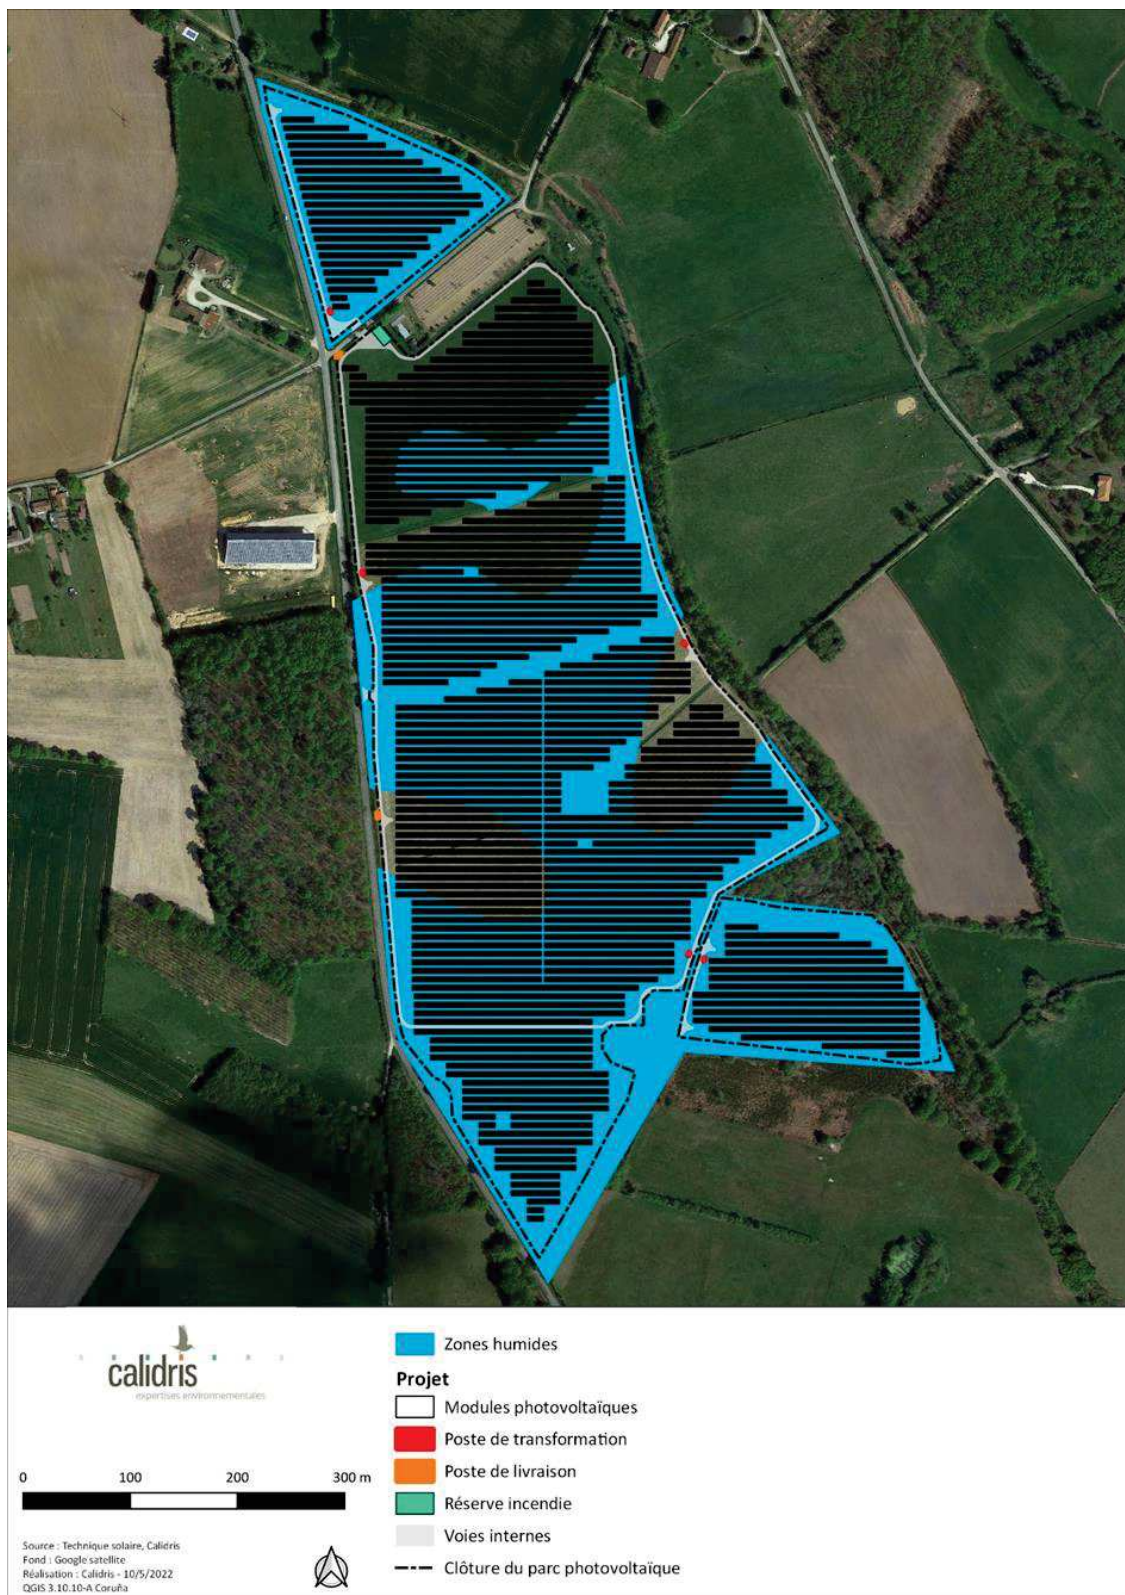 calidris
expertises environnementales
0 100 200 300 m
Source : Technique solaire, Calidris
Fond : Google satellite
Réalisation : Calidris - 10/5/2022
QGIS 3.10.10-A Coruña
Zones humides
Projet
Modules photovoltaïques
Poste de transformation
Poste de livraison
Réserve incendie
Voies internes
Clôture du parc photovoltaïque